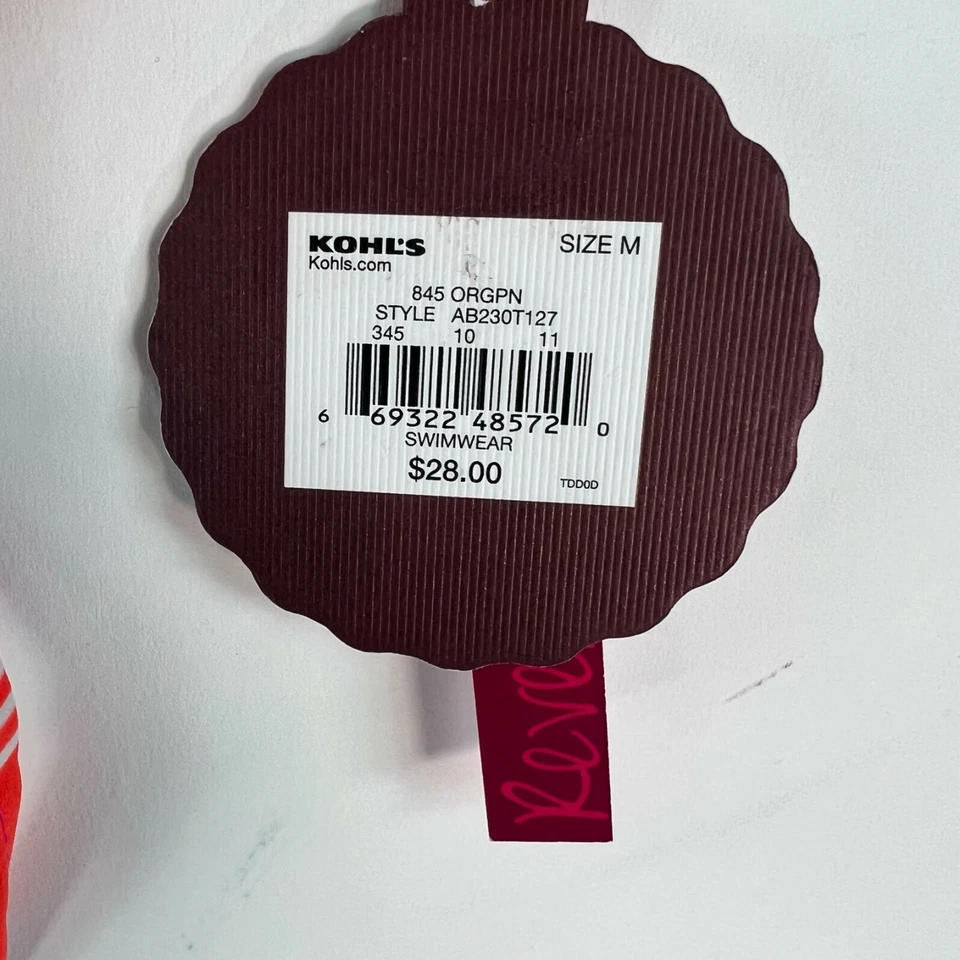 KOHL'S
Kohls.com
SIZE M
845 ORGPN
STYLE AB230T127
345 10 11
6 69322 48572 0
SWIMWEAR
$28.00
TDD0D